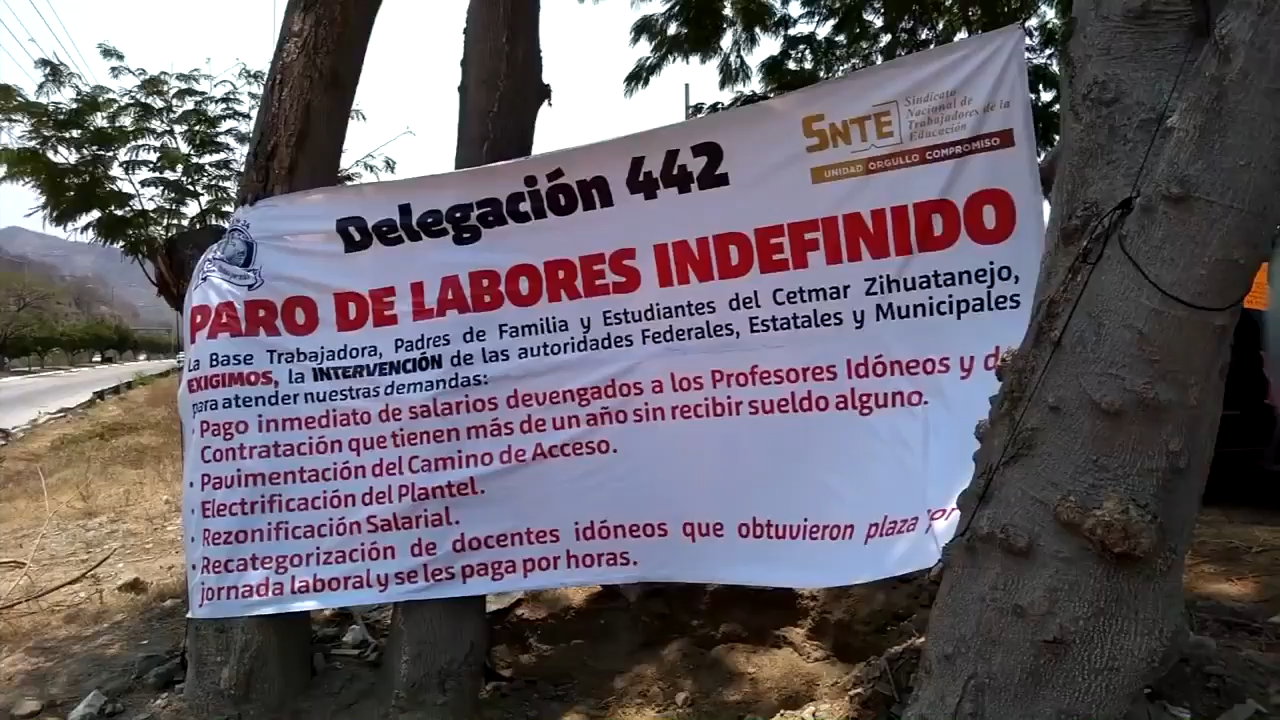 SNTE
Sindicato
Nacional de
Trabajadores de la
Educación
UNIDAD ORGULLO COMPROMISO
Delegación 442
PARO DE LABORES INDEFINIDO
La Base Trabajadora, Padres de Familia y Estudiantes del Cetmar Zihuatanejo,
EXIGIMOS, la INTERVENCIÓN de las autoridades Federales, Estatales y Municipales
para atender nuestras demandas:
· Pago inmediato de salarios devengados a los Profesores Idóneos y
Contratación que tienen más de un año sin recibir sueldo alguno.
· Pavimentación del Camino de Acceso.
· Electrificación del Plantel.
· Rezonificación Salarial.
· Recategorización de docentes idóneos que obtuvieron plaza
jornada laboral y se les paga por horas.